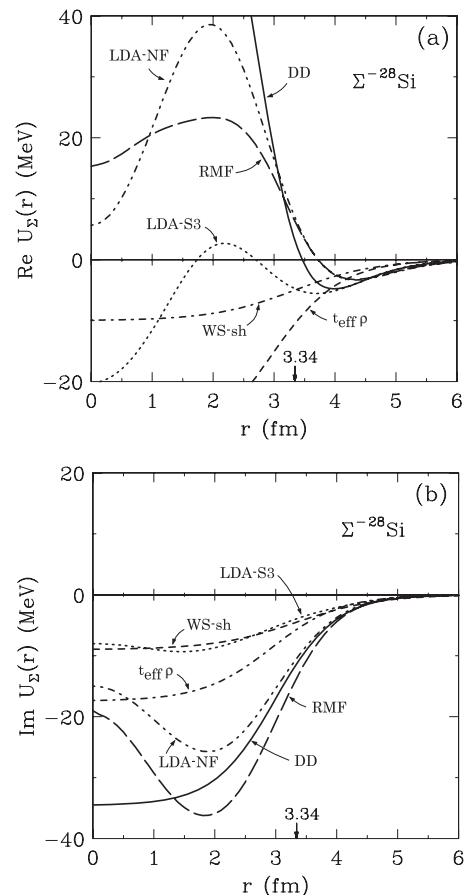 40
(a)
LDA-NF
DD
Σ−²⁸Si
20
RMF
LDA-S3
0
WS-sh
t_eff ρ
3.34
-20
0 1 2 3 4 5 6
r (fm)
Re U_Σ(r) (MeV)
20
(b)
Σ−²⁸Si
LDA-S3
0
WS-sh
t_eff ρ
RMF
-20
LDA-NF
DD
3.34
-40
0 1 2 3 4 5 6
r (fm)
Im U_Σ(r) (MeV)